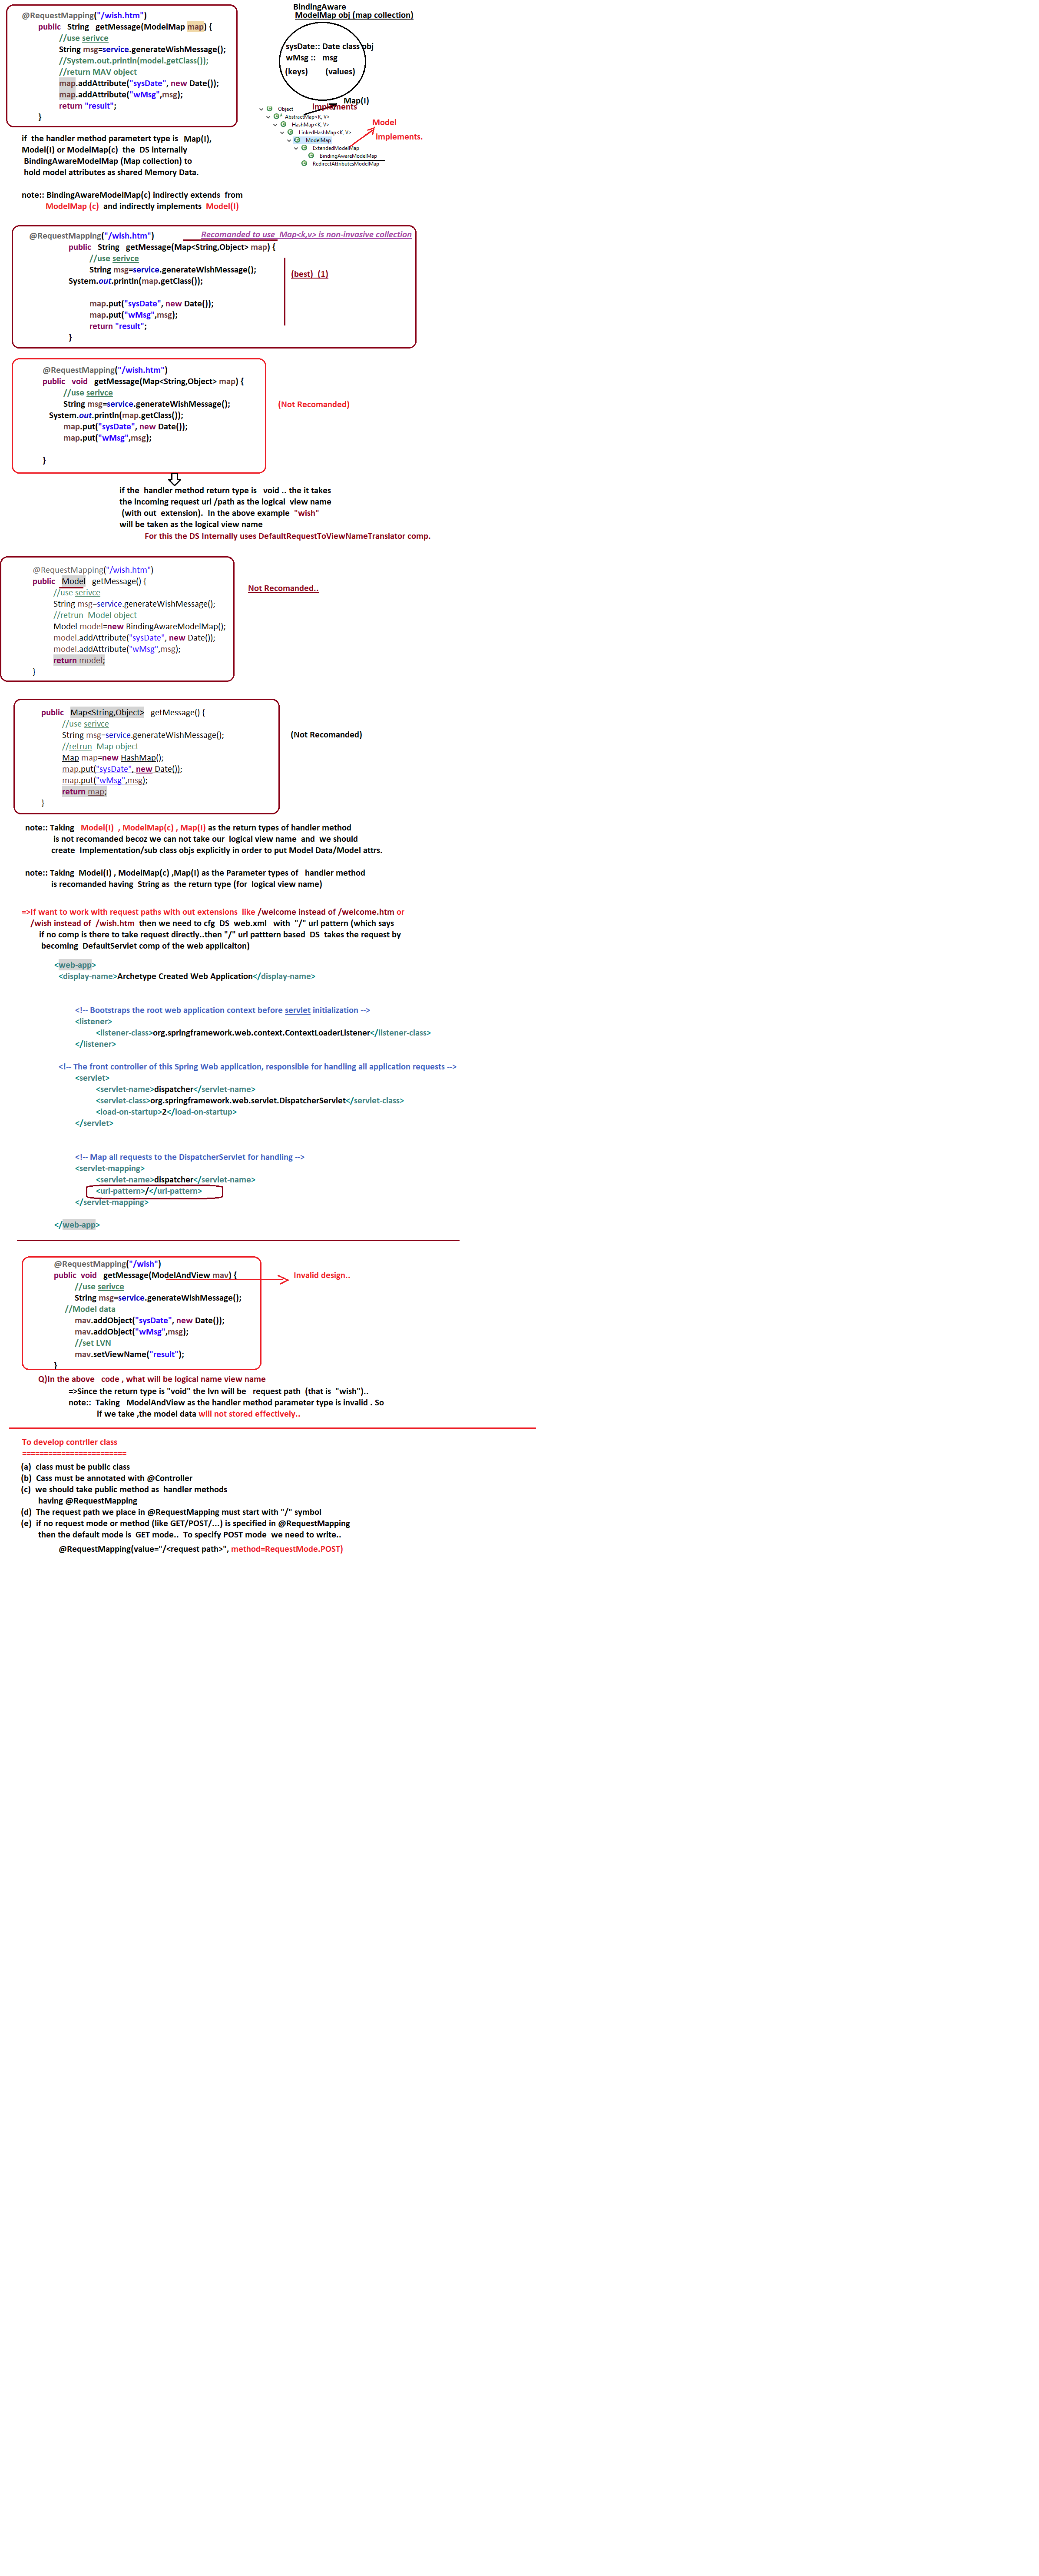 @RequestMapping("/wish.htm")
public String getMessage(ModelMap map) {
//use serivce
String msg=service.generateWishMessage();
//System.out.println(model.getClass());
//return MAV object
map.addAttribute("sysDate", new Date());
map.addAttribute("wMsg",msg);
return "result";
}
BindingAware
ModelMap obj (map collection)
sysDate:: Date class obj
wMsg :: msg
(keys) (values)
Map(I)
implements
Object
AbstractMap<K, V>
HashMap<K, V>
LinkedHashMap<K, V>
ModelMap
ExtendedModelMap
BindingAwareModelMap
RedirectAttributesModelMap
Model
implements.
if the handler method parametert type is Map(I),
Model(I) or ModelMap(c) the DS internally
BindingAwareModelMap (Map collection) to
hold model attributes as shared Memory Data.
note:: BindingAwareModelMap(c) indirectly extends from
ModelMap (c) and indirectly implements Model(I)
@RequestMapping("/wish.htm")
Recomanded to use Map<k,v> is non-invasive collection
public String getMessage(Map<String,Object> map) {
//use serivce
String msg=service.generateWishMessage();
System.out.println(map.getClass());
(best) (1)
map.put("sysDate", new Date());
map.put("wMsg",msg);
return "result";
}
@RequestMapping("/wish.htm")
public void getMessage(Map<String,Object> map) {
//use serivce
String msg=service.generateWishMessage();
System.out.println(map.getClass());
map.put("sysDate", new Date());
map.put("wMsg",msg);
}
(Not Recomanded)
if the handler method return type is void .. the it takes
the incoming request url /path as the logical view name
(with out extension). In the above example "wish"
will be taken as the logical view name
For this the DS Internally uses DefaultRequestToViewNameTranslator comp.
@RequestMapping("/wish.htm")
public Model getMessage() {
//use serivce
String msg=service.generateWishMessage();
//retrun Model object
Model model=new BindingAwareModelMap();
model.addAttribute("sysDate", new Date());
model.addAttribute("wMsg",msg);
return model;
}
Not Recomanded..
public Map<String,Object> getMessage() {
//use serivce
String msg=service.generateWishMessage();
//retrun Map object
Map map=new HashMap();
map.put("sysDate", new Date());
map.put("wMsg",msg);
return map;
}
(Not Recomanded)
note:: Taking Model(I) , ModelMap(c) , Map(I) as the return types of handler method
is not recomanded becoz we can not take our logical view name and we should
create Implementation/sub class objs explicitly in order to put Model Data/Model attrs.
note:: Taking Model(I) , ModelMap(c) ,Map(I) as the Parameter types of handler method
is recomanded having String as the return type (for logical view name)
=>If want to work with request paths with out extensions like /welcome instead of /welcome.htm or
/wish instead of /wish.htm then we need to cfg DS web.xml with "/" url pattern (which says
if no comp is there to take request directly..then "/" url patttern based DS takes the request by
becoming DefaultServlet comp of the web applicaiton)
<web-app>
<display-name>Archetype Created Web Application</display-name>
<!-- Bootstraps the root web application context before servlet initialization -->
<listener>
<listener-class>org.springframework.web.context.ContextLoaderListener</listener-class>
</listener>
<!-- The front controller of this Spring Web application, responsible for handling all application requests -->
<servlet>
<servlet-name>dispatcher</servlet-name>
<servlet-class>org.springframework.web.servlet.DispatcherServlet</servlet-class>
<load-on-startup>2</load-on-startup>
</servlet>
<!-- Map all requests to the DispatcherServlet for handling -->
<servlet-mapping>
<servlet-name>dispatcher</servlet-name>
<url-pattern>/</url-pattern>
</servlet-mapping>
</web-app>
@RequestMapping("/wish")
public void getMessage(ModelAndView mav) {
Invalid design..
//use serivce
String msg=service.generateWishMessage();
//Model data
mav.addObject("sysDate", new Date());
mav.addObject("wMsg",msg);
//set LVN
mav.setViewName("result");
}
Q)In the above code , what will be logical name view name
=>Since the return type is "void" the lvn will be request path (that is "wish")..
note:: Taking ModelAndView as the handler method parameter type is invalid . So
if we take ,the model data will not stored effectively..
To develop contrller class
========================
(a) class must be public class
(b) Cass must be annotated with @Controller
(c) we should take public method as handler methods
having @RequestMapping
(d) The request path we place in @RequestMapping must start with "/" symbol
(e) if no request mode or method (like GET/POST/...) is specified in @RequestMapping
then the default mode is GET mode.. To specify POST mode we need to write..
@RequestMapping(value="/<request path>", method=RequestMode.POST)